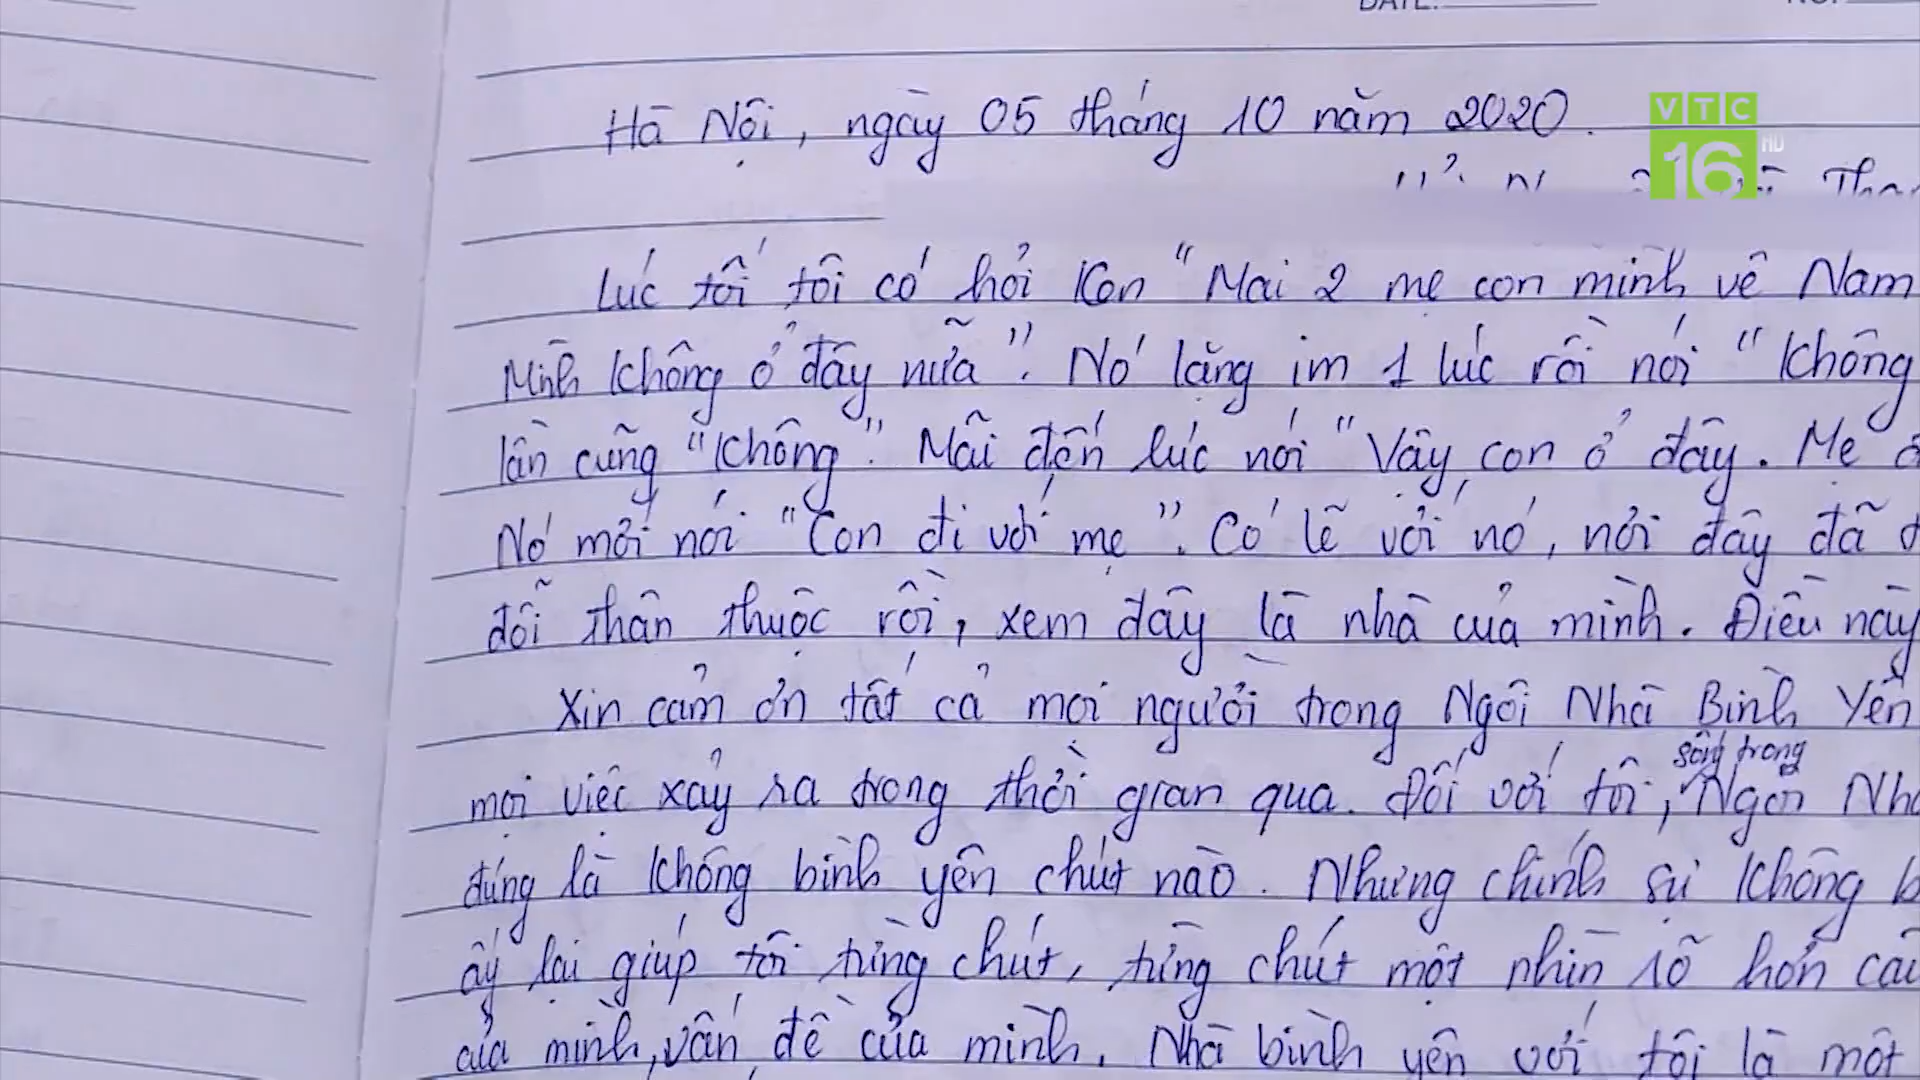 DATE:
NO:
Hà Nội, ngày 05 tháng 10 năm 2020.
VTC
16
HD
Lúc tối tôi có hỏi con "Mai 2 mẹ con mình về Nam
Mình không ở đây nữa". Nó lặng im 1 lúc rồi nói "Không
lần cũng "không". Mãi đến lúc nói "Vậy con ở đây. Mẹ
Nó mới nói "Con đi với mẹ". Có lẽ với nó, nơi đây đã
đỗi thân thuộc rồi, xem đây là nhà của mình. Điều này
Xin cảm ơn tất cả mọi người trong Ngôi Nhà Bình Yên
sống trong
mọi việc xảy ra trong thời gian qua. Đối với tôi, Ngôi Nhà
đúng là không bình yên chút nào. Nhưng chính sự không
ấy lại giúp tôi từng chút, từng chút một nhìn rõ hơn cái
của mình, vấn đề của mình. Nhà bình yên với tôi là một